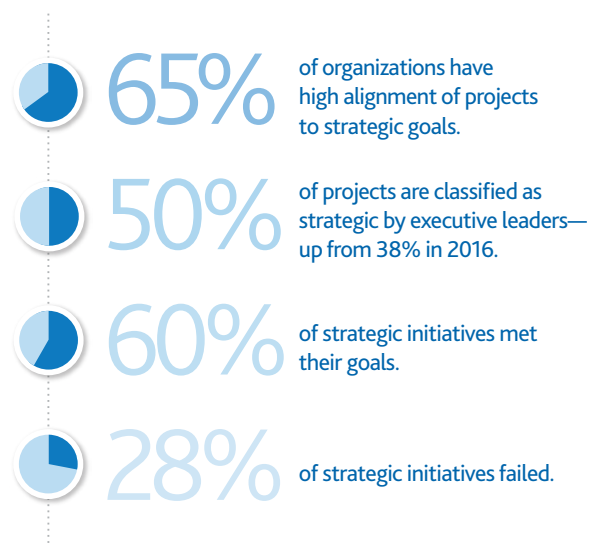 65%
of organizations have
high alignment of projects
to strategic goals.
50%
of projects are classified as
strategic by executive leaders—
up from 38% in 2016.
60%
of strategic initiatives met
their goals.
28%
of strategic initiatives failed.